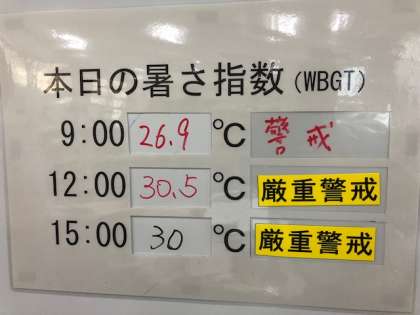 本日の暑さ指数(WBGT)
9:00 26.9 ℃ 警戒
12:00 30.5 ℃ 厳重警戒
15:00 30 ℃ 厳重警戒